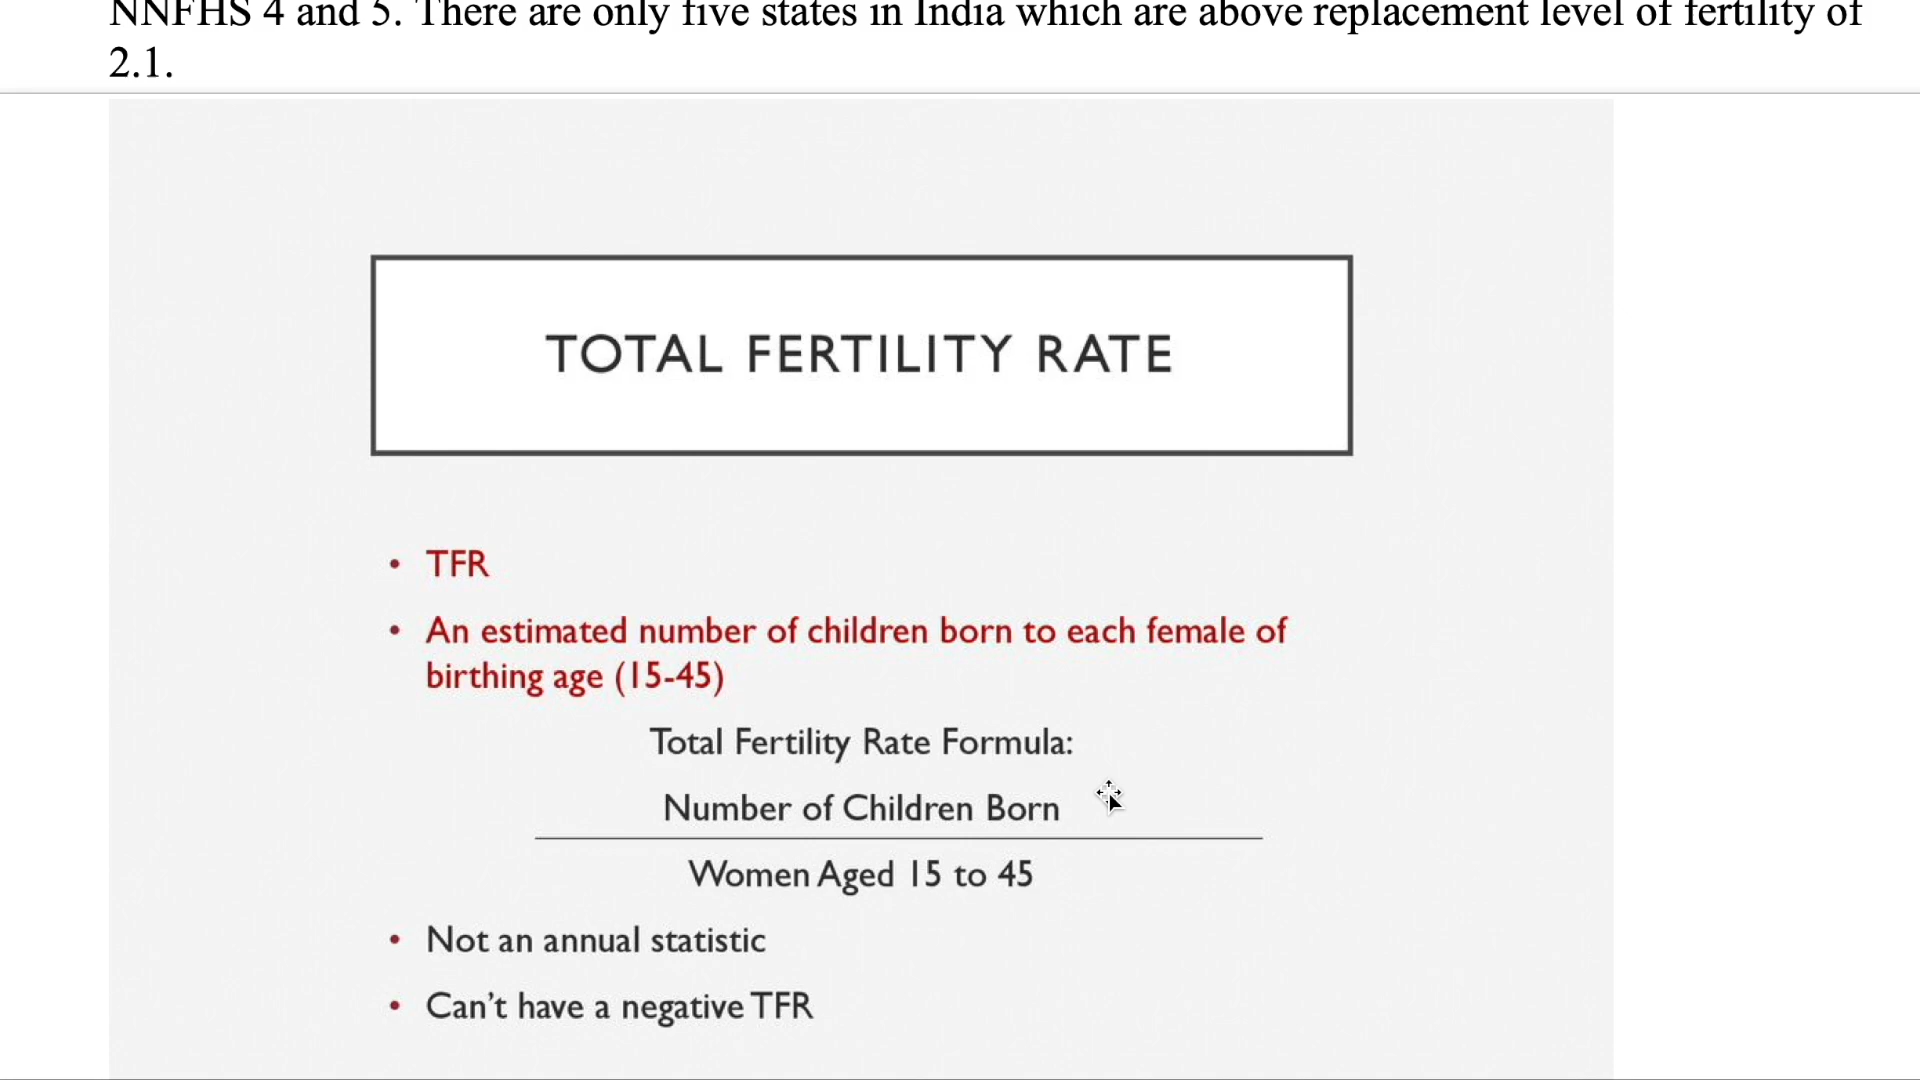 NNFHS 4 and 5. There are only five states in India which are above replacement level of fertility of
2.1.
TOTAL FERTILITY RATE
• TFR
• An estimated number of children born to each female of
birthing age (15-45)
Total Fertility Rate Formula:
Number of Children Born
Women Aged 15 to 45
• Not an annual statistic
• Can't have a negative TFR